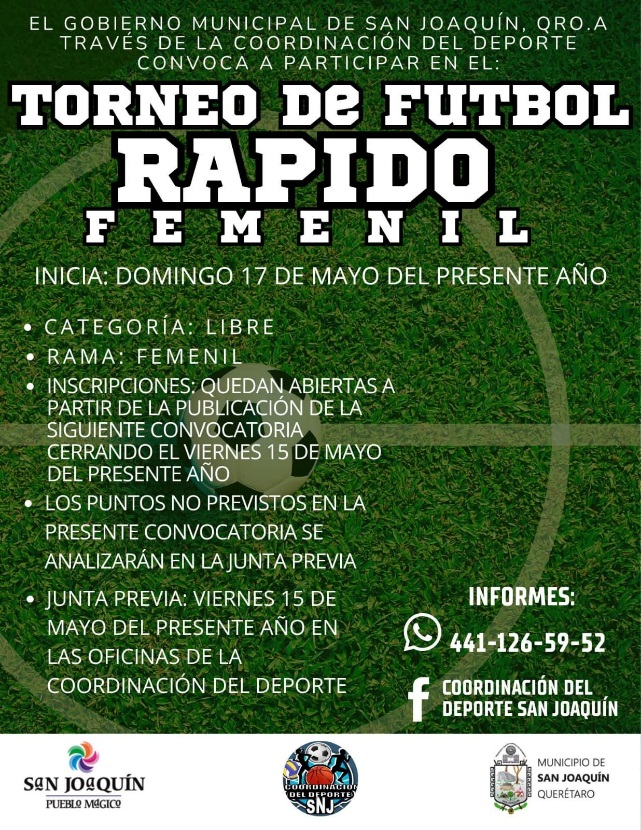 EL GOBIERNO MUNICIPAL DE SAN JOAQUÍN, QRO.A
TRAVÉS DE LA COORDINACIÓN DEL DEPORTE
CONVOCA A PARTICIPAR EN EL:
TORNEO De FUTBOL
RAPIDO
FEMENIL
INICIA: DOMINGO 17 DE MAYO DEL PRESENTE AÑO
• CATEGORÍA: LIBRE
• RAMA: FEMENIL
• INSCRIPCIONES: QUEDAN ABIERTAS A
PARTIR DE LA PUBLICACIÓN DE LA
SIGUIENTE CONVOCATORIA
CERRANDO EL VIERNES 15 DE MAYO
DEL PRESENTE AÑO
• LOS PUNTOS NO PREVISTOS EN LA
PRESENTE CONVOCATORIA SE
ANALIZARÁN EN LA JUNTA PREVIA
• JUNTA PREVIA: VIERNES 15 DE
MAYO DEL PRESENTE AÑO EN
LAS OFICINAS DE LA
COORDINACIÓN DEL DEPORTE
INFORMES:
441-126-59-52
COORDINACIÓN DEL
DEPORTE SAN JOAQUÍN
SaN JOaQUÍN
PUEBLO MáGICO
COORDINACIÓN
DEL DEPORTE
SNJ
MUNICIPIO DE
SAN JOAQUÍN
QUERÉTARO